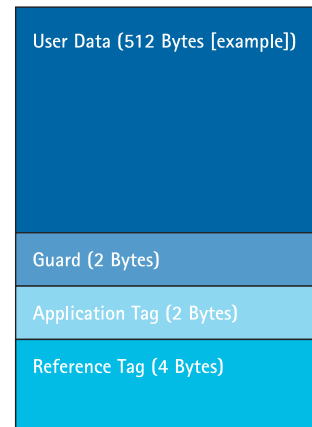 User Data (512 Bytes [example])
Guard (2 Bytes)
Application Tag (2 Bytes)
Reference Tag (4 Bytes)